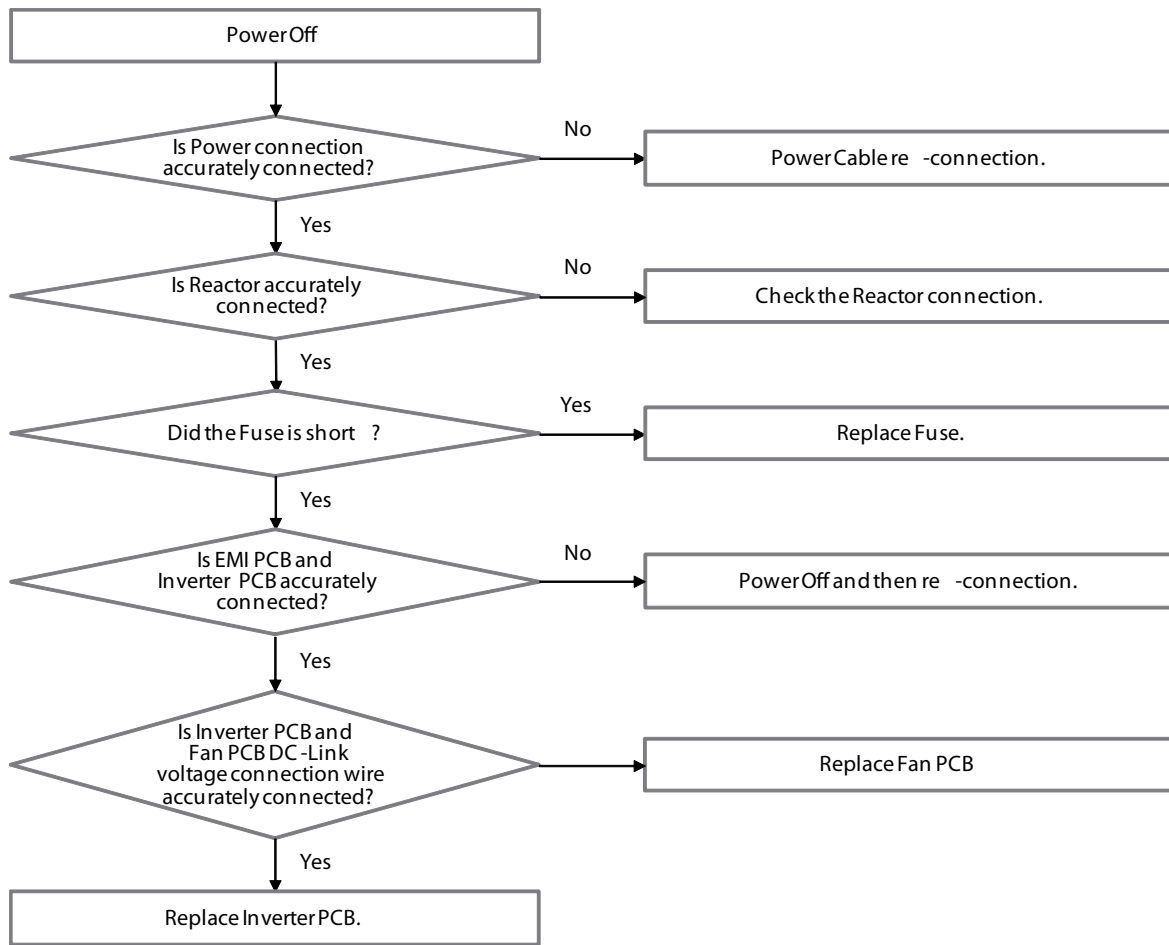 Power Off
Is Power connection
accurately connected?
No
Power Cable re -connection.
Yes
Is Reactor accurately
connected?
No
Check the Reactor connection.
Yes
Did the Fuse is short ?
Yes
Replace Fuse.
Yes
Is EMI PCB and
Inverter PCB accurately
connected?
No
Power Off and then re -connection.
Yes
Is Inverter PCB and
Fan PCB DC -Link
voltage connection wire
accurately connected?
Replace Fan PCB
Yes
Replace Inverter PCB.